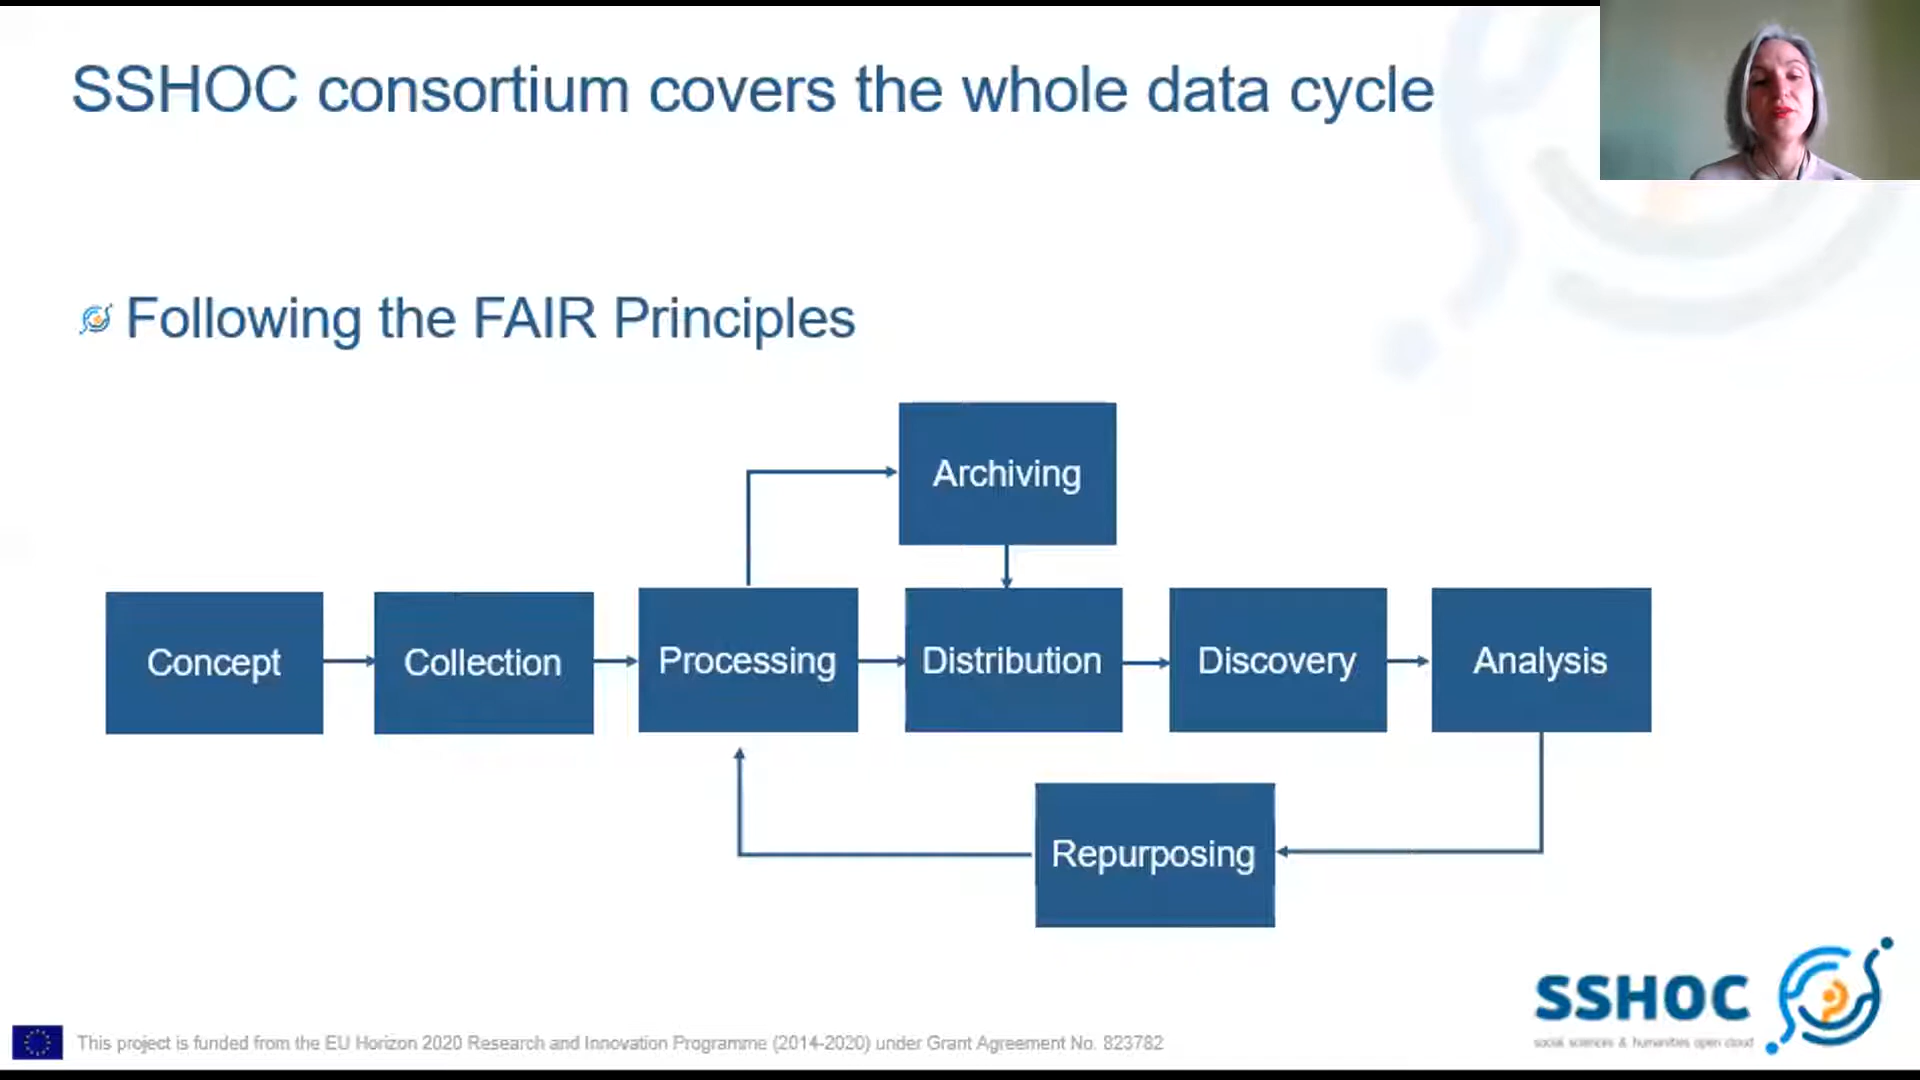 SSHOC consortium covers the whole data cycle
Following the FAIR Principles
Archiving
Concept
Collection
Processing
Distribution
Discovery
Analysis
Repurposing
SSHOC
social sciences & humanities open cloud
This project is funded from the EU Horizon 2020 Research and Innovation Programme (2014-2020) under Grant Agreement No. 823782